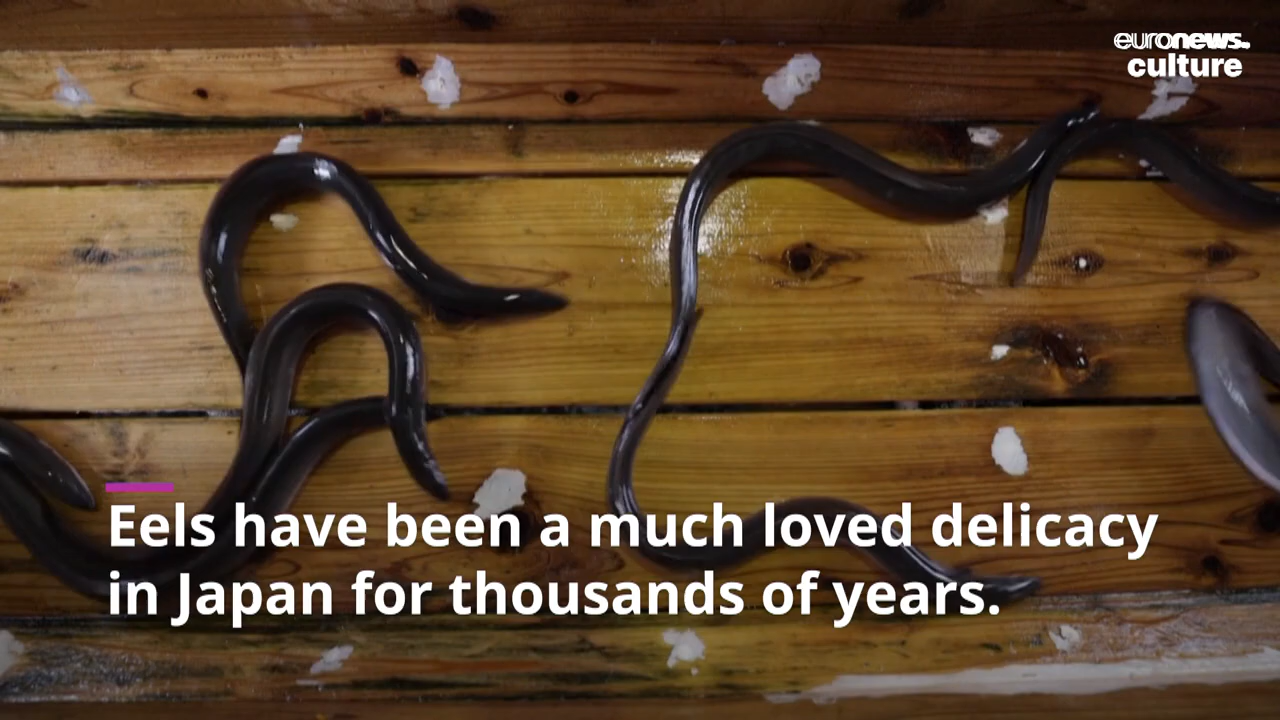 euronews.
culture
Eels have been a much loved delicacy
in Japan for thousands of years.